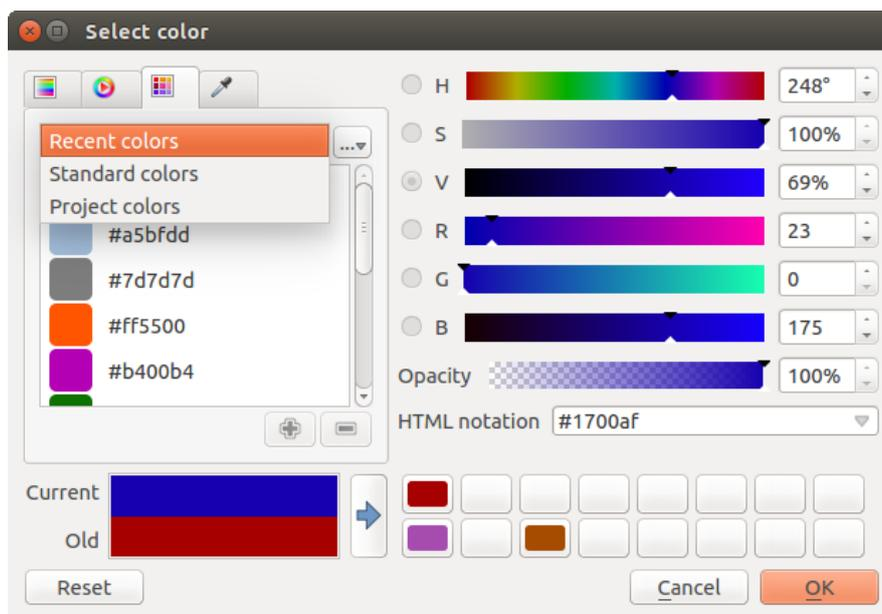 Select color
Recent colors
Standard colors
Project colors
...
#a5bfdd
#7d7d7d
#ff5500
#b400b4
H 248°
S 100%
V 69%
R 23
G 0
B 175
Opacity 100%
HTML notation #1700af
Current
Old
Reset
Cancel
OK